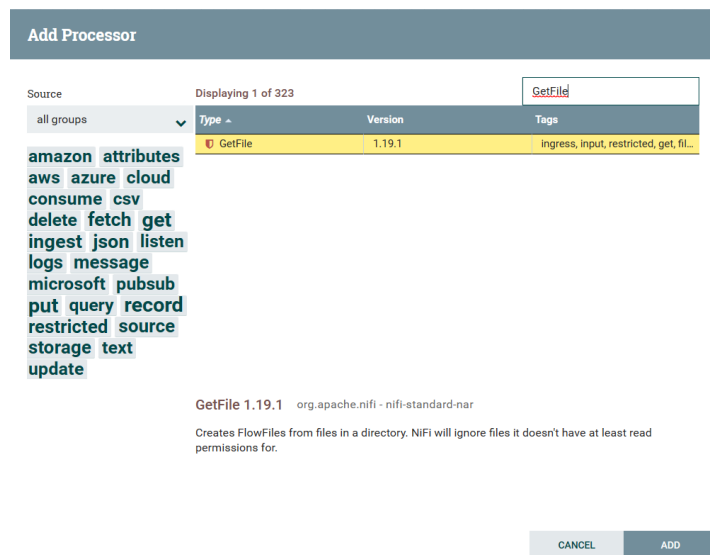 Add Processor
Source
Displaying 1 of 323
GetFile
all groups
Type
Version
Tags
GetFile
1.19.1
ingress, input, restricted, get, fil...
amazon attributes
aws azure cloud
consume csv
delete fetch get
ingest json listen
logs message
microsoft pubsub
put query record
restricted source
storage text
update
GetFile 1.19.1 org.apache.nifi - nifi-standard-nar
Creates FlowFiles from files in a directory. NiFi will ignore files it doesn't have at least read
permissions for.
CANCEL
ADD